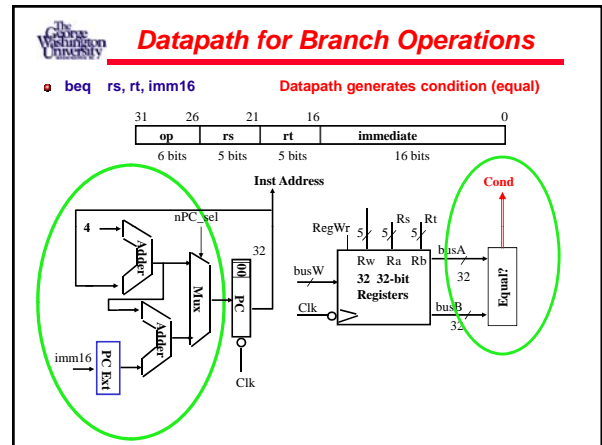 The
George
Washington
University
Datapath for Branch Operations
beq rs, rt, imm16
Datapath generates condition (equal)
31 26 21 16 0
op rs rt immediate
6 bits 5 bits 5 bits 16 bits
Inst Address
Cond
nPC_sel
4
Adder
Mux
00
PC
32
Adder
imm16
PC Ext
Clk
RegWr
Rs Rt
5 5 5
busW
Rw Ra Rb
32 32-bit
Registers
Clk
busA
32
busB
32
Equal?